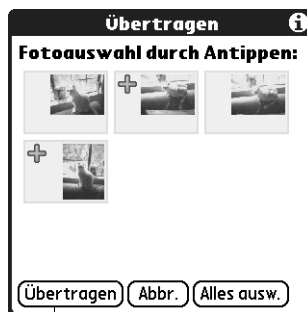 Übertragen i
Fotoauswahl durch Antippen:
Übertragen Abbr. Alles ausw.